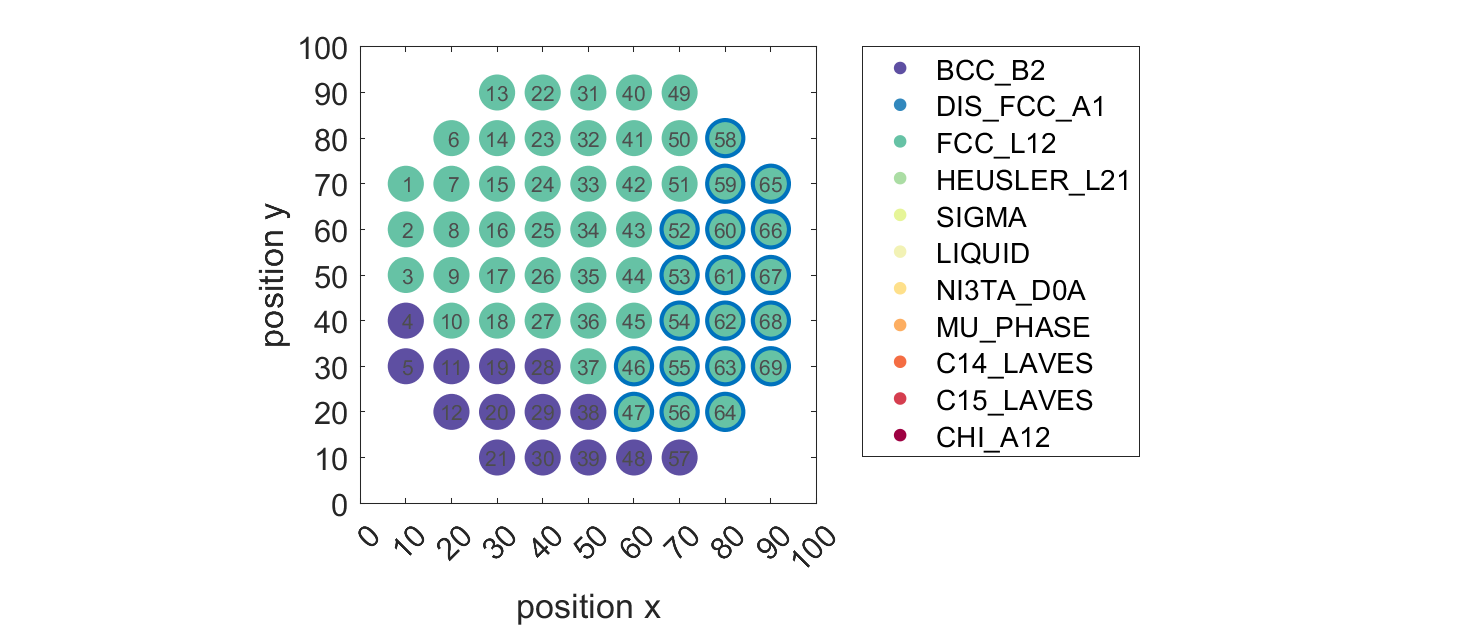 100
90
80
70
60
50
40
30
20
10
0
position y
13 22 31 40 49
6 14 23 32 41 50 58
1 7 15 24 33 42 51 59 65
2 8 16 25 34 43 52 60 66
3 9 17 26 35 44 53 61 67
4 10 18 27 36 45 54 62 68
5 11 19 28 37 46 55 63 69
12 20 29 38 47 56 64
21 30 39 48 57
0 10 20 30 40 50 60 70 80 90 100
position x
BCC_B2
DIS_FCC_A1
FCC_L12
HEUSLER_L21
SIGMA
LIQUID
NI3TA_D0A
MU_PHASE
C14_LAVES
C15_LAVES
CHI_A12